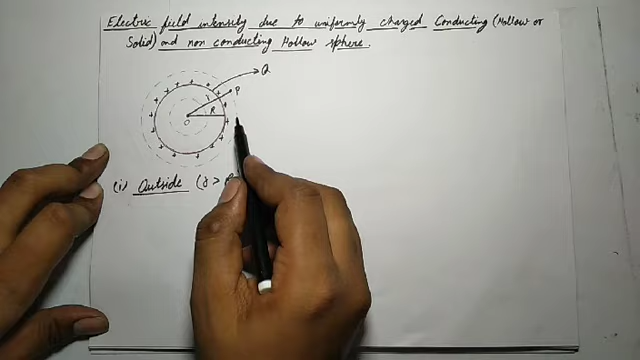 Electric field intensity due to uniformly charged Conducting (Hollow or
Solid) and non conducting Hollow sphere.
Q
P
r
R
O
(i) Outside (r >